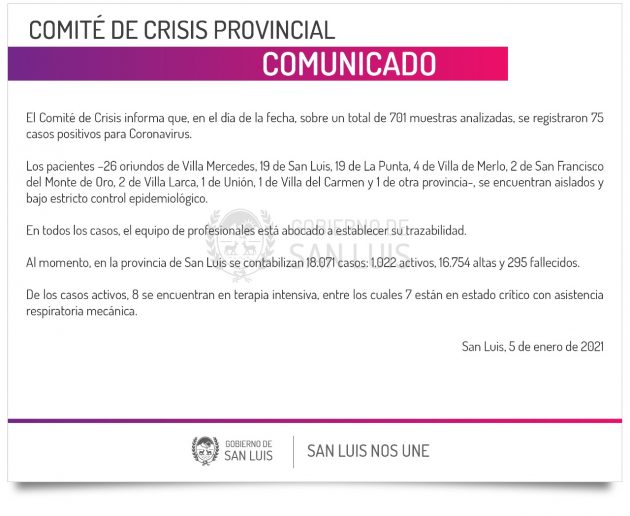 COMITÉ DE CRISIS PROVINCIAL
COMUNICADO
El Comité de Crisis informa que, en el día de la fecha, sobre un total de 701 muestras analizadas, se registraron 75
casos positivos para Coronavirus.
Los pacientes –26 oriundos de Villa Mercedes, 19 de San Luis, 19 de La Punta, 4 de Villa de Merlo, 2 de San Francisco
del Monte de Oro, 2 de Villa Larca, 1 de Unión, 1 de Villa del Carmen y 1 de otra provincia-, se encuentran aislados y
bajo estricto control epidemiológico.
GOBIERNO DE
SAN LUIS
En todos los casos, el equipo de profesionales está abocado a establecer su trazabilidad.
Al momento, en la provincia de San Luis se contabilizan 18.071 casos: 1.022 activos, 16.754 altas y 295 fallecidos.
De los casos activos, 8 se encuentran en terapia intensiva, entre los cuales 7 están en estado crítico con asistencia
respiratoria mecánica.
San Luis, 5 de enero de 2021
GOBIERNO DE
SAN LUIS
SAN LUIS NOS UNE